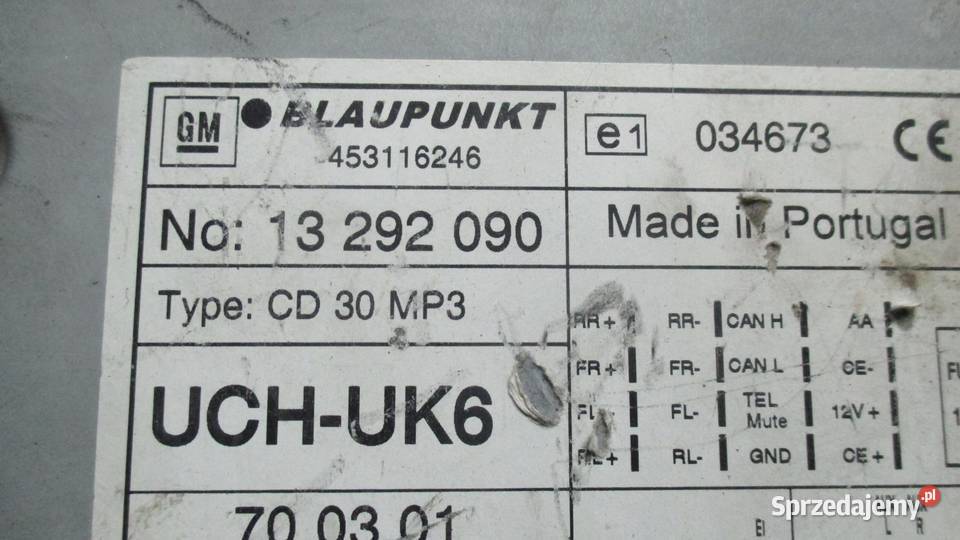 GM BLAUPUNKT
453116246
e1 034673 CE
No: 13 292 090
Made in Portugal
Type: CD 30 MP3
UCH-UK6
RR+ RR- CAN H AA
FR+ FR- CAN L CE-
FL+ FL- TEL Mute 12V+
RL+ RL- GND CE+
70 03 01
Sprzedajemy.pl